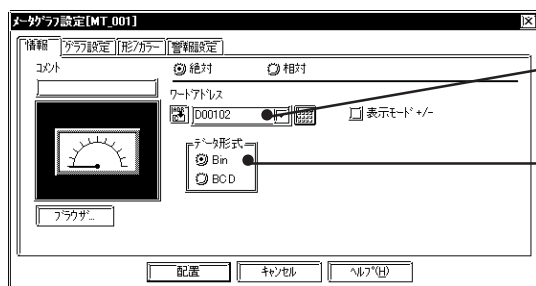 メータグラフ設定[MT_001]
情報 グラフ設定 形/カラー 警報設定
コメント 絶対 相対
ワードアドレス
D00102 表示モード +/-
データ形式
Bin
BCD
ブラウザ...
配置 キャンセル ヘルプ(H)